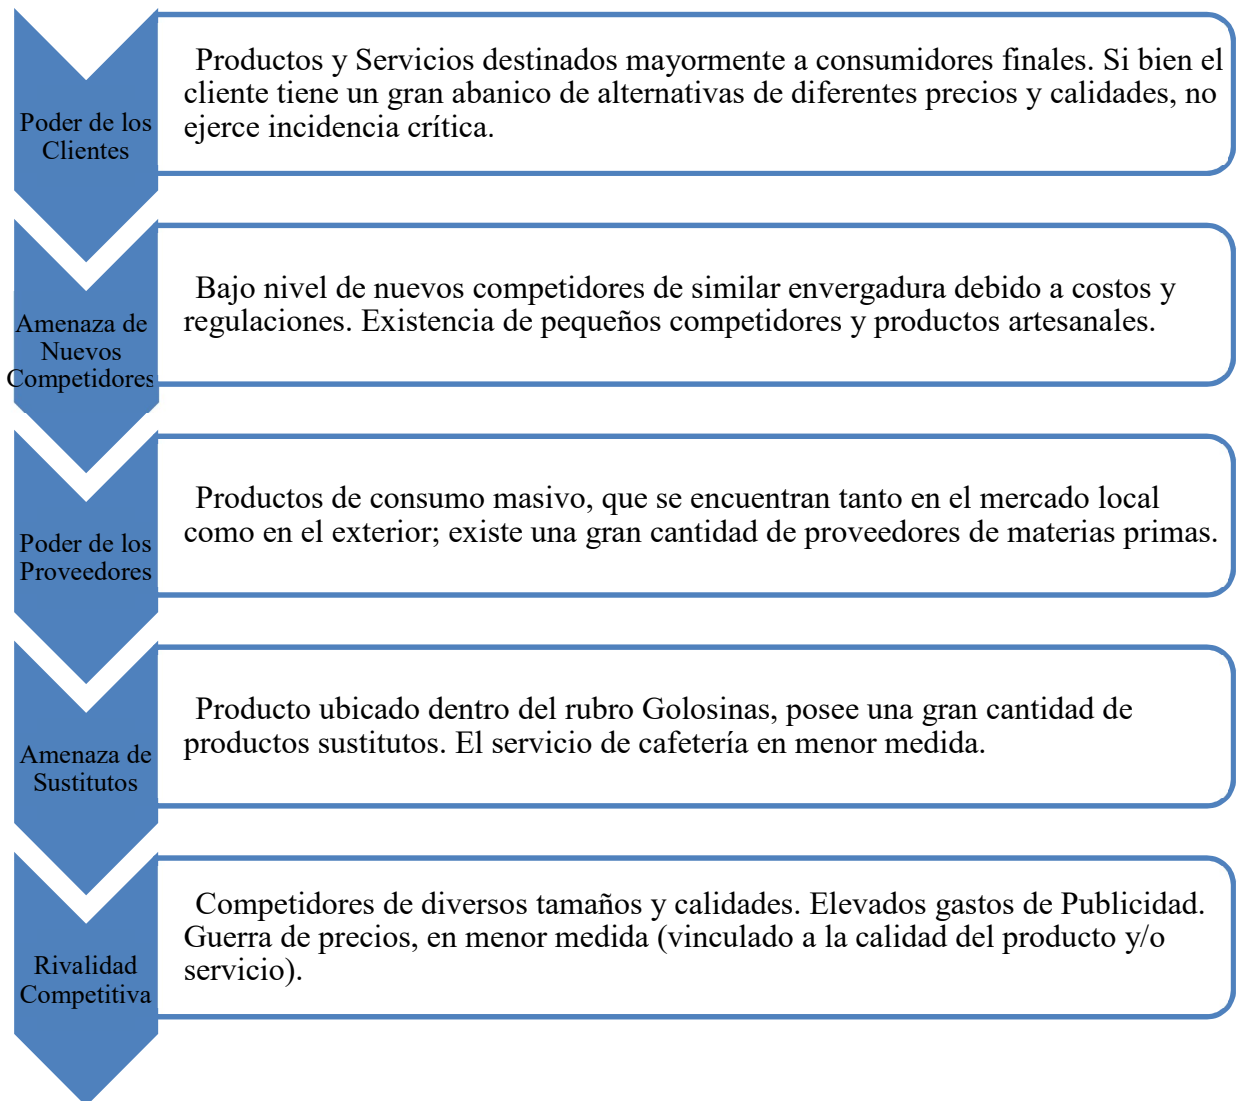 Poder de los
Clientes
Productos y Servicios destinados mayormente a consumidores finales. Si bien el
cliente tiene un gran abanico de alternativas de diferentes precios y calidades, no
ejerce incidencia crítica.
Amenaza de
Nuevos
Competidores
Bajo nivel de nuevos competidores de similar envergadura debido a costos y
regulaciones. Existencia de pequeños competidores y productos artesanales.
Poder de los
Proveedores
Productos de consumo masivo, que se encuentran tanto en el mercado local
como en el exterior; existe una gran cantidad de proveedores de materias primas.
Amenaza de
Sustitutos
Producto ubicado dentro del rubro Golosinas, posee una gran cantidad de
productos sustitutos. El servicio de cafetería en menor medida.
Rivalidad
Competitiva
Competidores de diversos tamaños y calidades. Elevados gastos de Publicidad.
Guerra de precios, en menor medida (vinculado a la calidad del producto y/o
servicio).